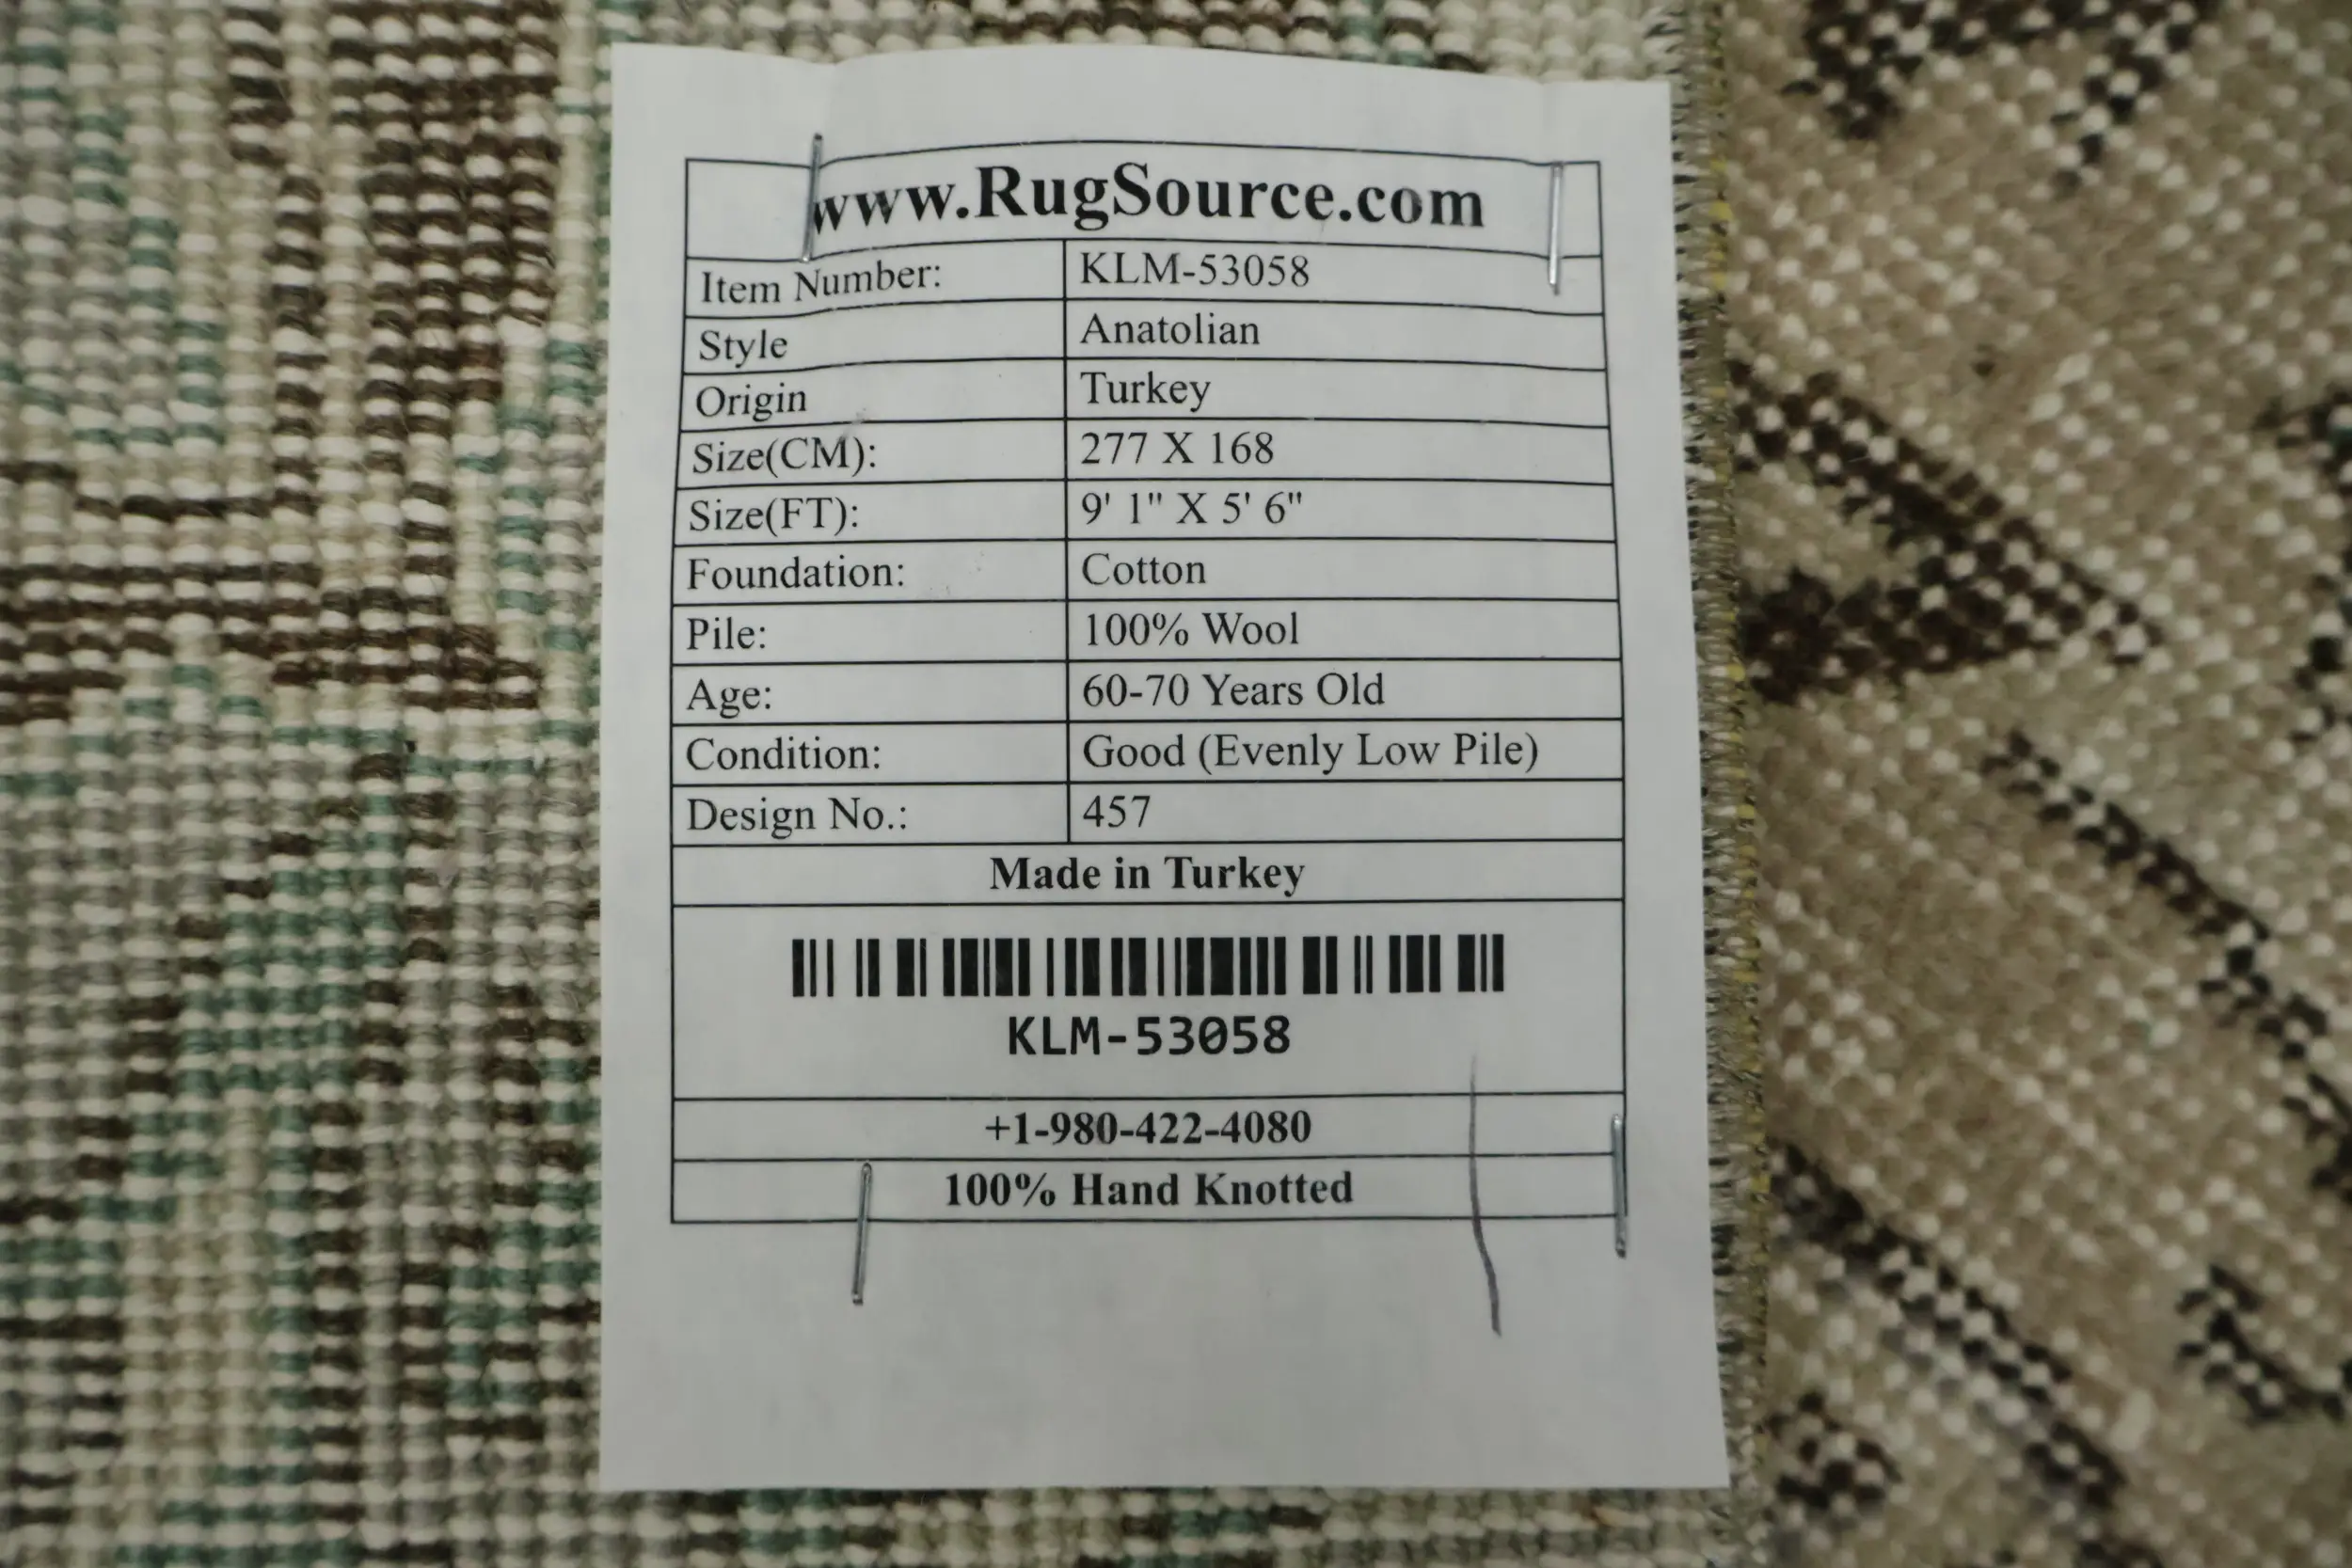 www.RugSource.com
Item Number: KLM-53058
Style Anatolian
Origin Turkey
Size(CM): 277 X 168
Size(FT): 9' 1" X 5' 6"
Foundation: Cotton
Pile: 100% Wool
Age: 60-70 Years Old
Condition: Good (Evenly Low Pile)
Design No.: 457
Made in Turkey
KLM-53058
+1-980-422-4080
100% Hand Knotted